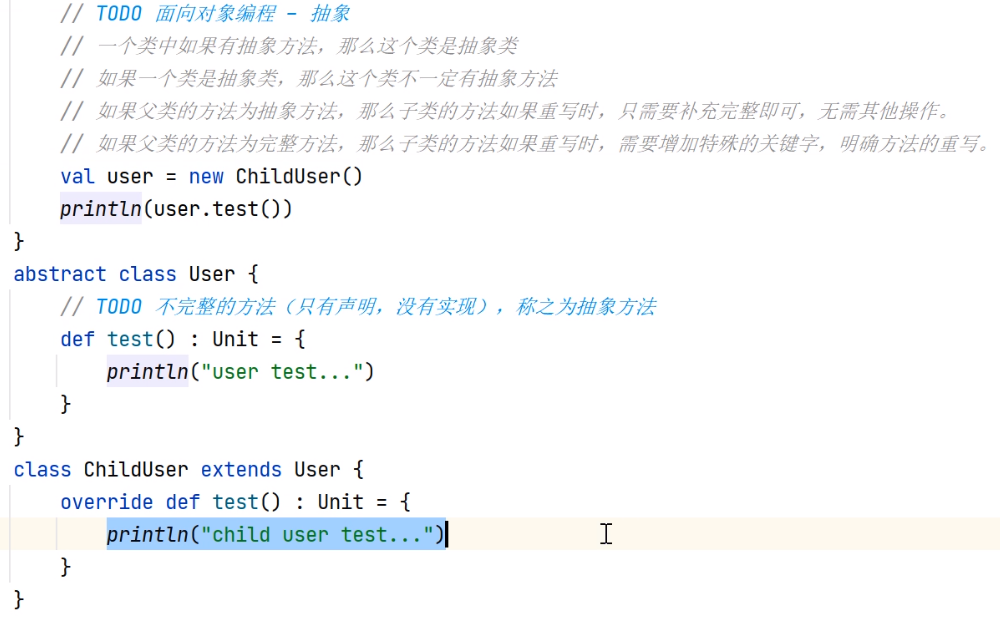 // TODO 面向对象编程 - 抽象
// 一个类中如果有抽象方法，那么这个类是抽象类
// 如果一个类是抽象类，那么这个类不一定有抽象方法
// 如果父类的方法为抽象方法，那么子类的方法如果重写时，只需要补充完整即可，无需其他操作。
// 如果父类的方法为完整方法，那么子类的方法如果重写时，需要增加特殊的关键字，明确方法的重写。
val user = new ChildUser()
println(user.test())
}
abstract class User {
// TODO 不完整的方法（只有声明，没有实现），称之为抽象方法
def test() : Unit = {
println("user test...")
}
}
class ChildUser extends User {
override def test() : Unit = {
println("child user test...")
}
}